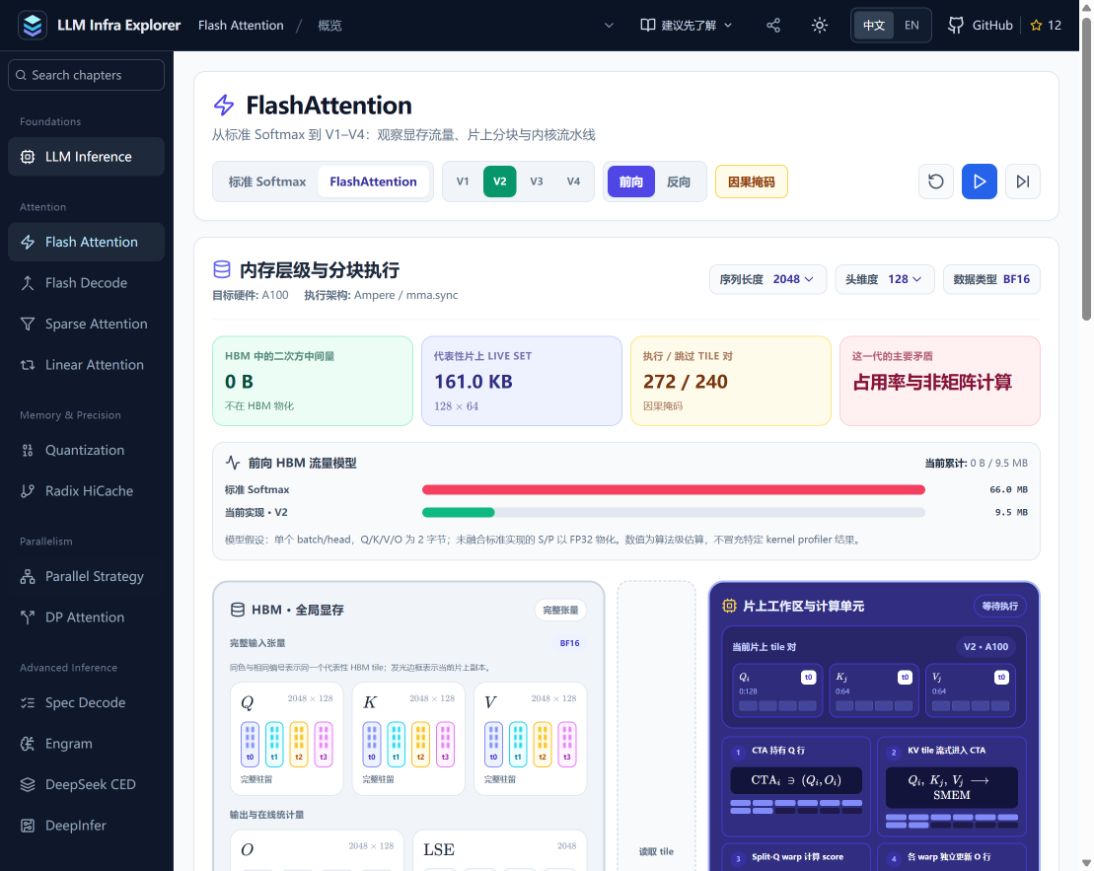 LLM Infra Explorer
Flash Attention / 概览
建议先了解
中文 EN
GitHub 12
Search chapters
Foundations
LLM Inference
Attention
Flash Attention
Flash Decode
Sparse Attention
Linear Attention
Memory & Precision
Quantization
Radix HiCache
Parallelism
Parallel Strategy
DP Attention
Advanced Inference
Spec Decode
Engram
DeepSeek CED
DeepInfer
FlashAttention
从标准 Softmax 到 V1–V4：观察显存流量、片上分块与内核流水线
标准 Softmax FlashAttention V1 V2 V3 V4 前向 反向 因果掩码
内存层级与分块执行
目标硬件: A100 执行架构: Ampere / mma.sync
序列长度 2048 头维度 128 数据类型 BF16
HBM 中的二次方中间量
0 B
不在 HBM 物化
代表性片上 LIVE SET
161.0 KB
128 × 64
执行 / 跳过 TILE 对
272 / 240
因果掩码
这一代的主要矛盾
占用率与非矩阵计算
前向 HBM 流量模型
当前累计: 0 B / 9.5 MB
标准 Softmax 66.0 MB
当前实现 • V2 9.5 MB
模型假设：单个 batch/head，Q/K/V/O 为 2 字节；未融合标准实现的 S/P 以 FP32 物化。数值为算法级估算，不冒充特定 kernel profiler 结果。
HBM • 全局显存 完整张量
完整输入张量 BF16
同色与相同编号表示同一个代表性 HBM tile；发光边框表示当前片上副本。
Q 2048 × 128
t0 t1 t2 t3
完整驻留
K 2048 × 128
t0 t1 t2 t3
完整驻留
V 2048 × 128
t0 t1 t2 t3
完整驻留
输出与在线统计量
O 2048 × 128
LSE 2048
读取 tile
片上工作区与计算单元 等待执行
当前片上 tile 对 V2 • A100
Qi t0
0:128
Kj t0
0:64
Vj t0
0:64
1 CTA 持有 Q 行
CTAi ∋ (Qi, Oi)
2 KV tile 流式进入 CTA
Qi, Kj, Vj ⟶
SMEM
3 Split-Q warp 计算 score
4 各 warp 独立更新 O 行